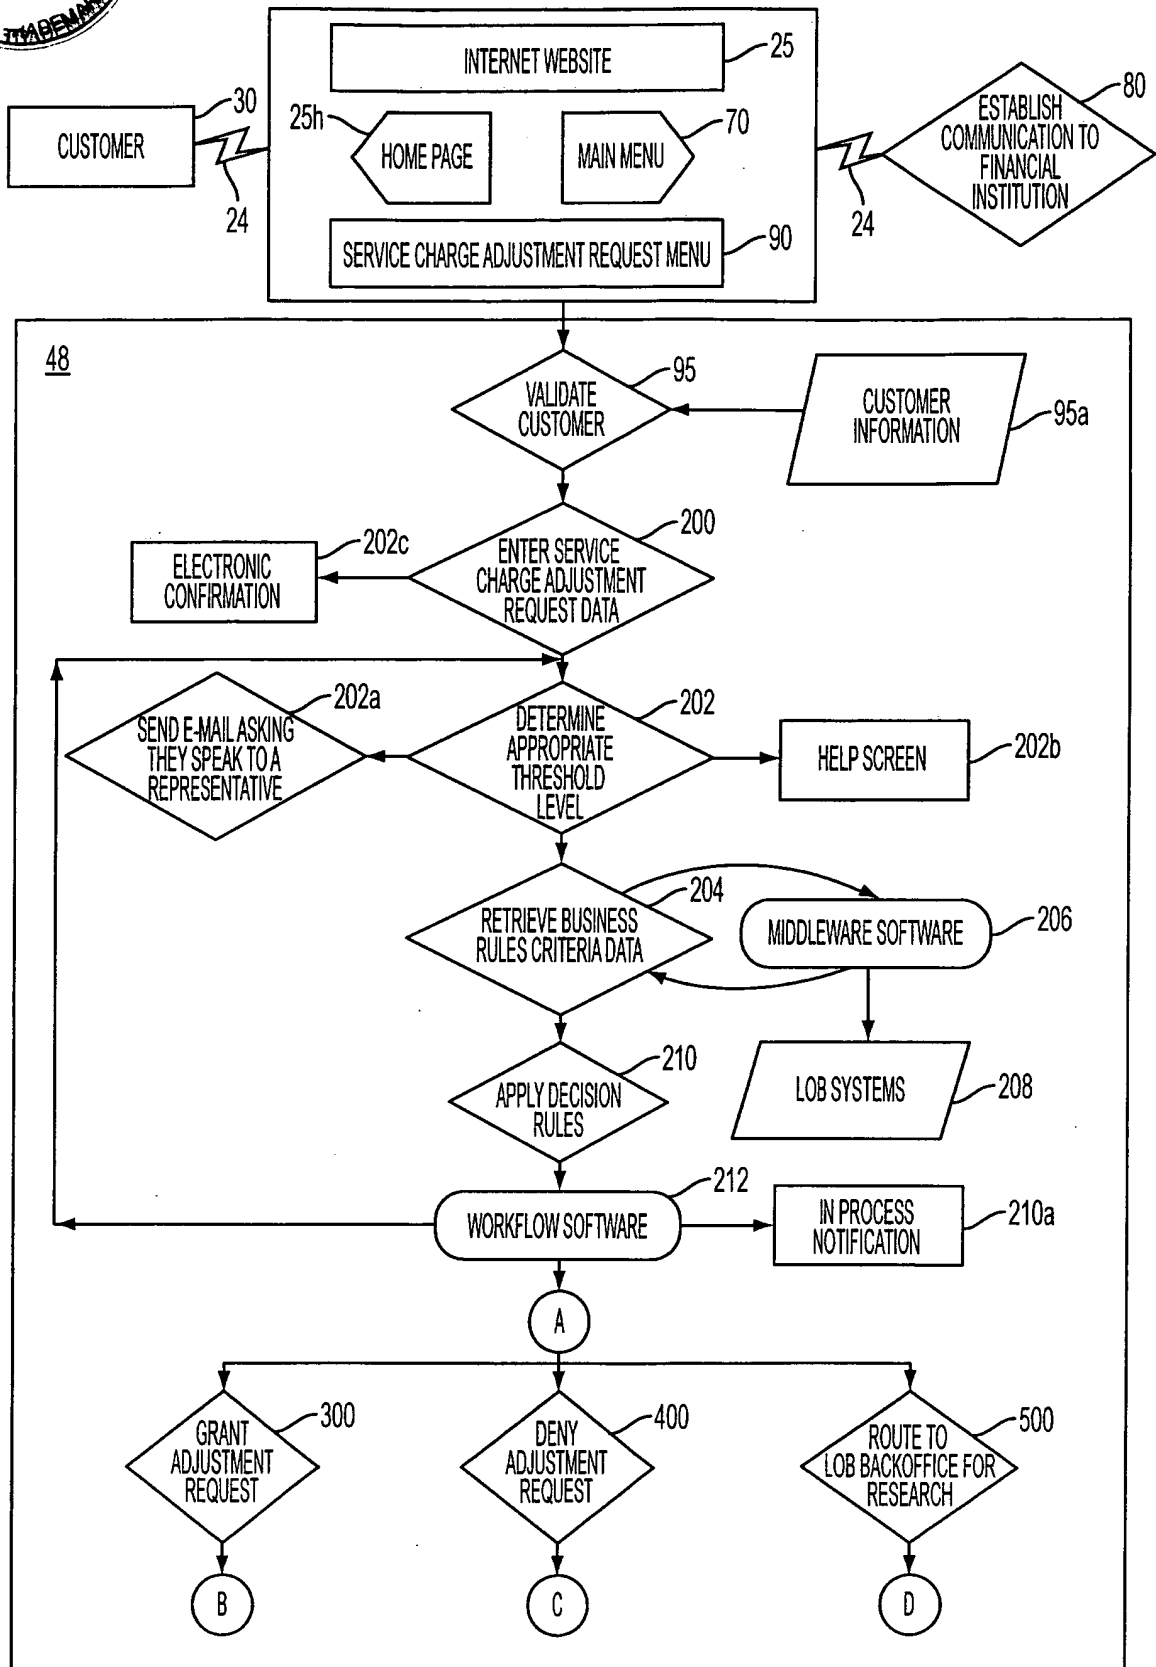 TRADEMARK
INTERNET WEBSITE
25
30
CUSTOMER
24
25h
HOME PAGE
MAIN MENU
70
80
ESTABLISH
COMMUNICATION TO
FINANCIAL
INSTITUTION
24
SERVICE CHARGE ADJUSTMENT REQUEST MENU
90
48
VALIDATE
CUSTOMER
95
CUSTOMER
INFORMATION
95a
ENTER SERVICE
CHARGE ADJUSTMENT
REQUEST DATA
200
ELECTRONIC
CONFIRMATION
202c
SEND E-MAIL ASKING
THEY SPEAK TO A
REPRESENTATIVE
202a
DETERMINE
APPROPRIATE
THRESHOLD
LEVEL
202
HELP SCREEN
202b
RETRIEVE BUSINESS
RULES CRITERIA DATA
204
MIDDLEWARE SOFTWARE
206
APPLY DECISION
RULES
210
LOB SYSTEMS
208
WORKFLOW SOFTWARE
212
IN PROCESS
NOTIFICATION
210a
A
GRANT
ADJUSTMENT
REQUEST
300
DENY
ADJUSTMENT
REQUEST
400
ROUTE TO
LOB BACKOFFICE FOR
RESEARCH
500
B
C
D